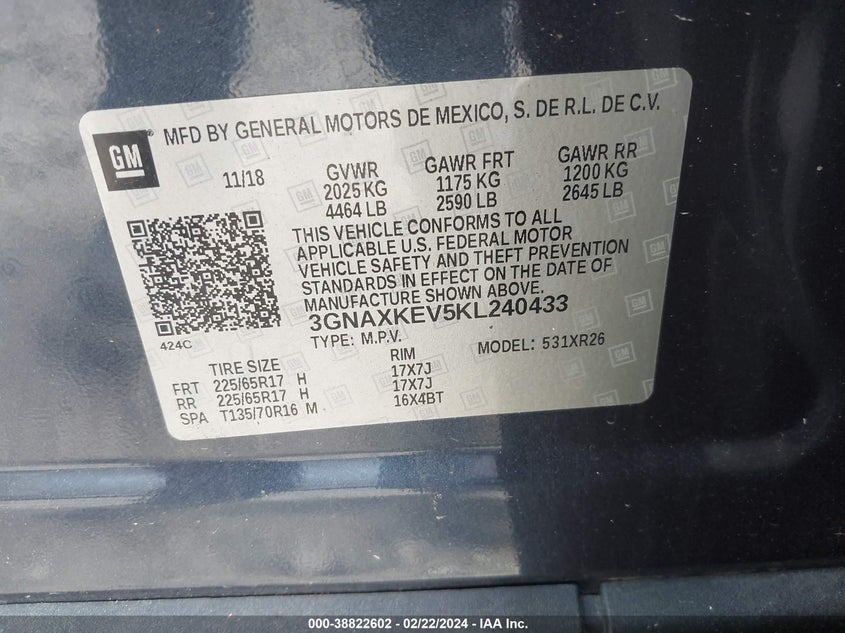 GM
MFD BY GENERAL MOTORS DE MEXICO, S. DE R.L. DE C.V.
11/18 GVWR GAWR FRT GAWR RR
2025 KG 1175 KG 1200 KG
4464 LB 2590 LB 2645 LB
THIS VEHICLE CONFORMS TO ALL
APPLICABLE U.S. FEDERAL MOTOR
VEHICLE SAFETY AND THEFT PREVENTION
STANDARDS IN EFFECT ON THE DATE OF
MANUFACTURE SHOWN ABOVE.
3GNAXKEV5KL240433
424C
TYPE: M.P.V. MODEL: 531XR26
TIRE SIZE RIM
FRT 225/65R17 H 17X7J
RR 225/65R17 H 17X7J
SPA T135/70R16 M 16X4BT
000-38822602 - 02/22/2024 - IAA Inc.